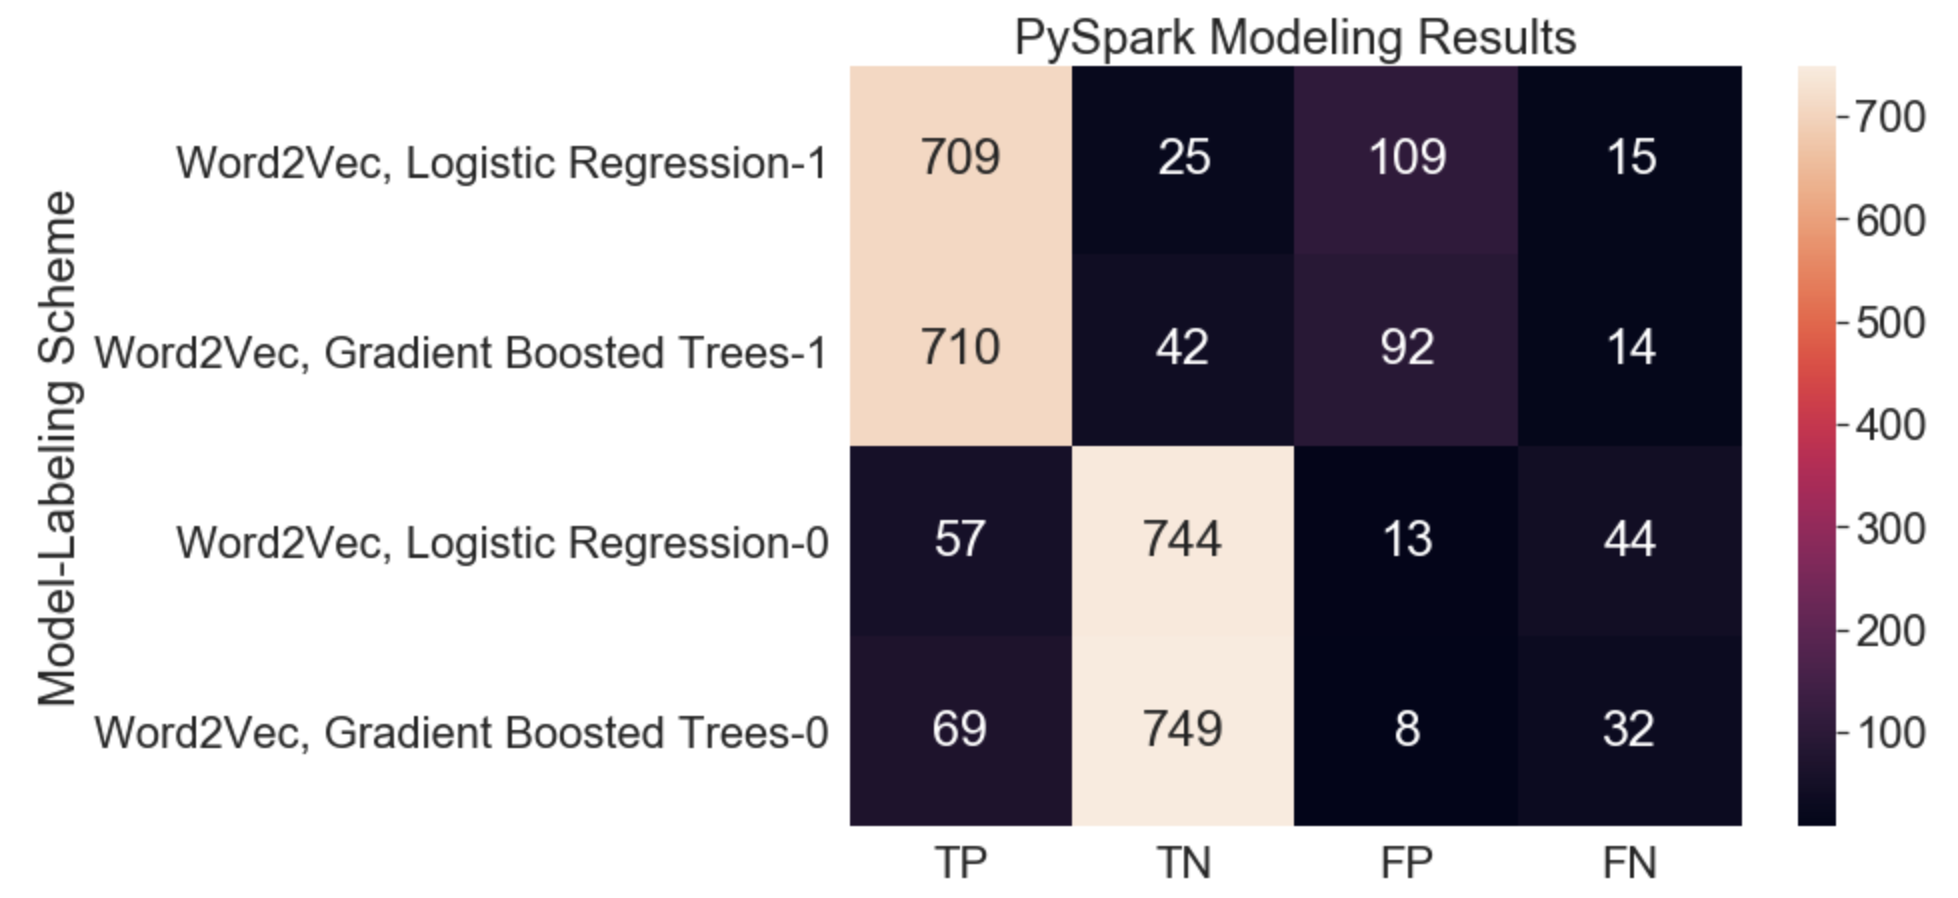 PySpark Modeling Results
Model-Labeling Scheme
Word2Vec, Logistic Regression-1 709 25 109 15
Word2Vec, Gradient Boosted Trees-1 710 42 92 14
Word2Vec, Logistic Regression-0 57 744 13 44
Word2Vec, Gradient Boosted Trees-0 69 749 8 32
TP TN FP FN
700
600
500
400
300
200
100